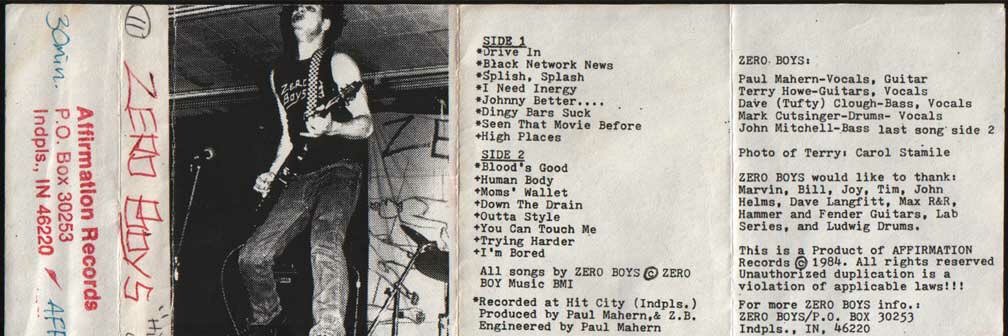 30min.
Affirmation Records
P.O. Box 30253
Indpls., IN 46220
AFF
(11)
ZERO BOYS
"H
ZERO
BOYS
SIDE 1
*Drive In
*Black Network News
*Splish, Splash
*I Need Inergy
*Johnny Better....
*Dingy Bars Suck
*Seen That Movie Before
+High Places
SIDE 2
*Blood's Good
+Human Body
+Moms' Wallet
+Down The Drain
+Outta Style
+You Can Touch Me
+Trying Harder
+I'm Bored
All songs by ZERO BOYS © ZERO
BOY Music BMI
*Recorded at Hit City (Indpls.)
Produced by Paul Mahern,& Z.B.
Engineered by Paul Mahern
ZERO BOYS:
Paul Mahern-Vocals, Guitar
Terry Howe-Guitars, Vocals
Dave (Tufty) Clough-Bass, Vocals
Mark Cutsinger-Drums- Vocals
John Mitchell-Bass last song side 2
Photo of Terry: Carol Stamile
ZERO BOYS would like to thank:
Marvin, Bill, Joy, Tim, John
Helms, Dave Langfitt, Max R&R,
Hammer and Fender Guitars, Lab
Series, and Ludwig Drums.
This is a Product of AFFIRMATION
Records © 1984. All rights reserved
Unauthorized duplication is a
violation of applicable laws!!!
For more ZERO BOYS info.:
ZERO BOYS/P.O. BOX 30253
Indpls., IN. 46220